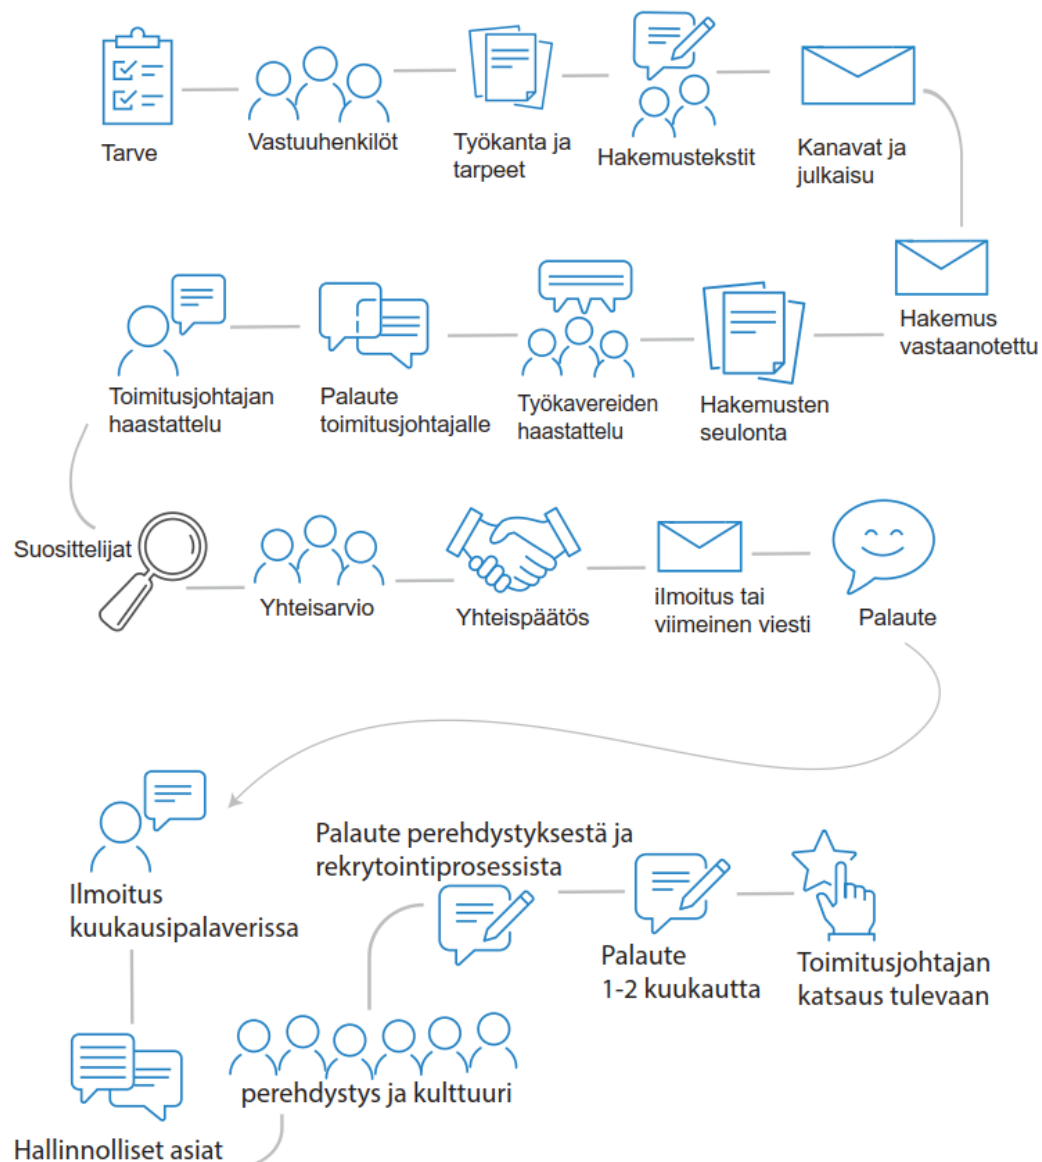 Tarve
Vastuuhenkilöt
Työkanta ja
tarpeet
Hakemustekstit
Kanavat ja
julkaisu
Hakemus
vastaanotettu
Hakemusten
seulonta
Työkavereiden
haastattelu
Palaute
toimitusjohtajalle
Toimitusjohtajan
haastattelu
Suosittelijat
Yhteisarvio
Yhteispäätös
ilmoitus tai
viimeinen viesti
Palaute
Ilmoitus
kuukausipalaverissa
Hallinnolliset asiat
perehdystys ja kulttuuri
Palaute perehdystyksestä ja
rekrytointiprosessista
Palaute
1-2 kuukautta
Toimitusjohtajan
katsaus tulevaan